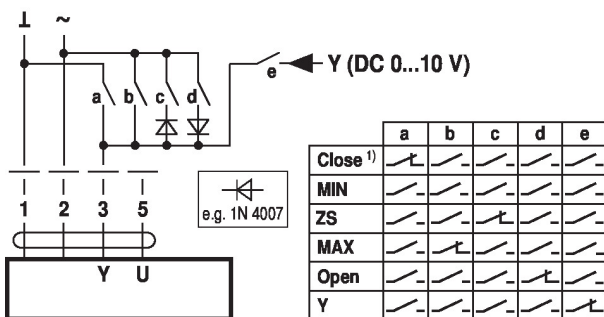 ⊥ ~
e Y (DC 0...10 V)
a b c d
e.g. 1N 4007
1 2 3 5
Y U
a b c d e
Close 1)
MIN
ZS
MAX
Open
Y